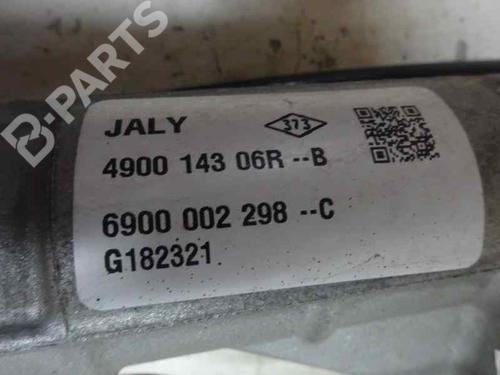 B-PARTS
JALY
373
4900 143 06R --B
6900 002 298 --C
G182321